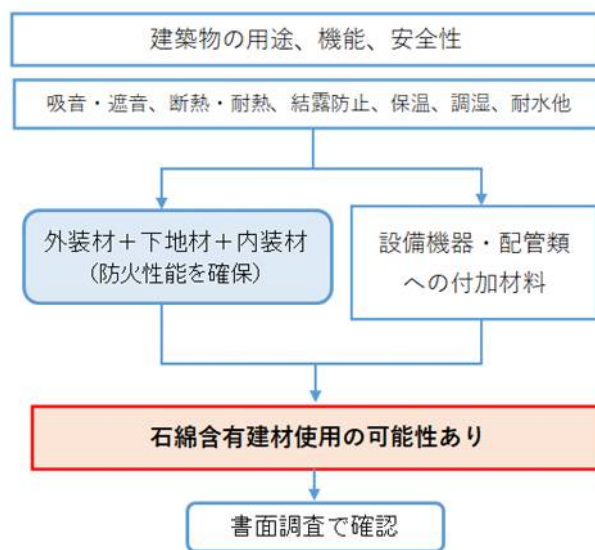 建築物の用途、機能、安全性
吸音・遮音、断熱・耐熱、結露防止、保温、調湿、耐水他
外装材＋下地材＋内装材
(防火性能を確保)
設備機器・配管類
への付加材料
石綿含有建材使用の可能性あり
書面調査で確認